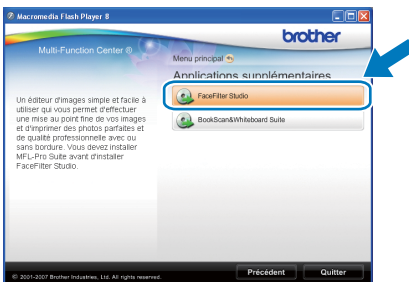 Macromedia Flash Player 8
brother
Multi-Function Center ®
Menu principal
Applications supplémentaires
FaceFilter Studio
BookScan&Whiteboard Suite
Un éditeur d'images simple et facile à
utiliser qui vous permet d'effectuer
une mise au point fine de vos images
et d'imprimer des photos parfaites et
de qualité professionnelle avec ou
sans bordure. Vous devez installer
MFL-Pro Suite avant d'installer
FaceFilter Studio.
Précédent
Quitter
© 2001-2007 Brother Industries, Ltd. All rights reserved.